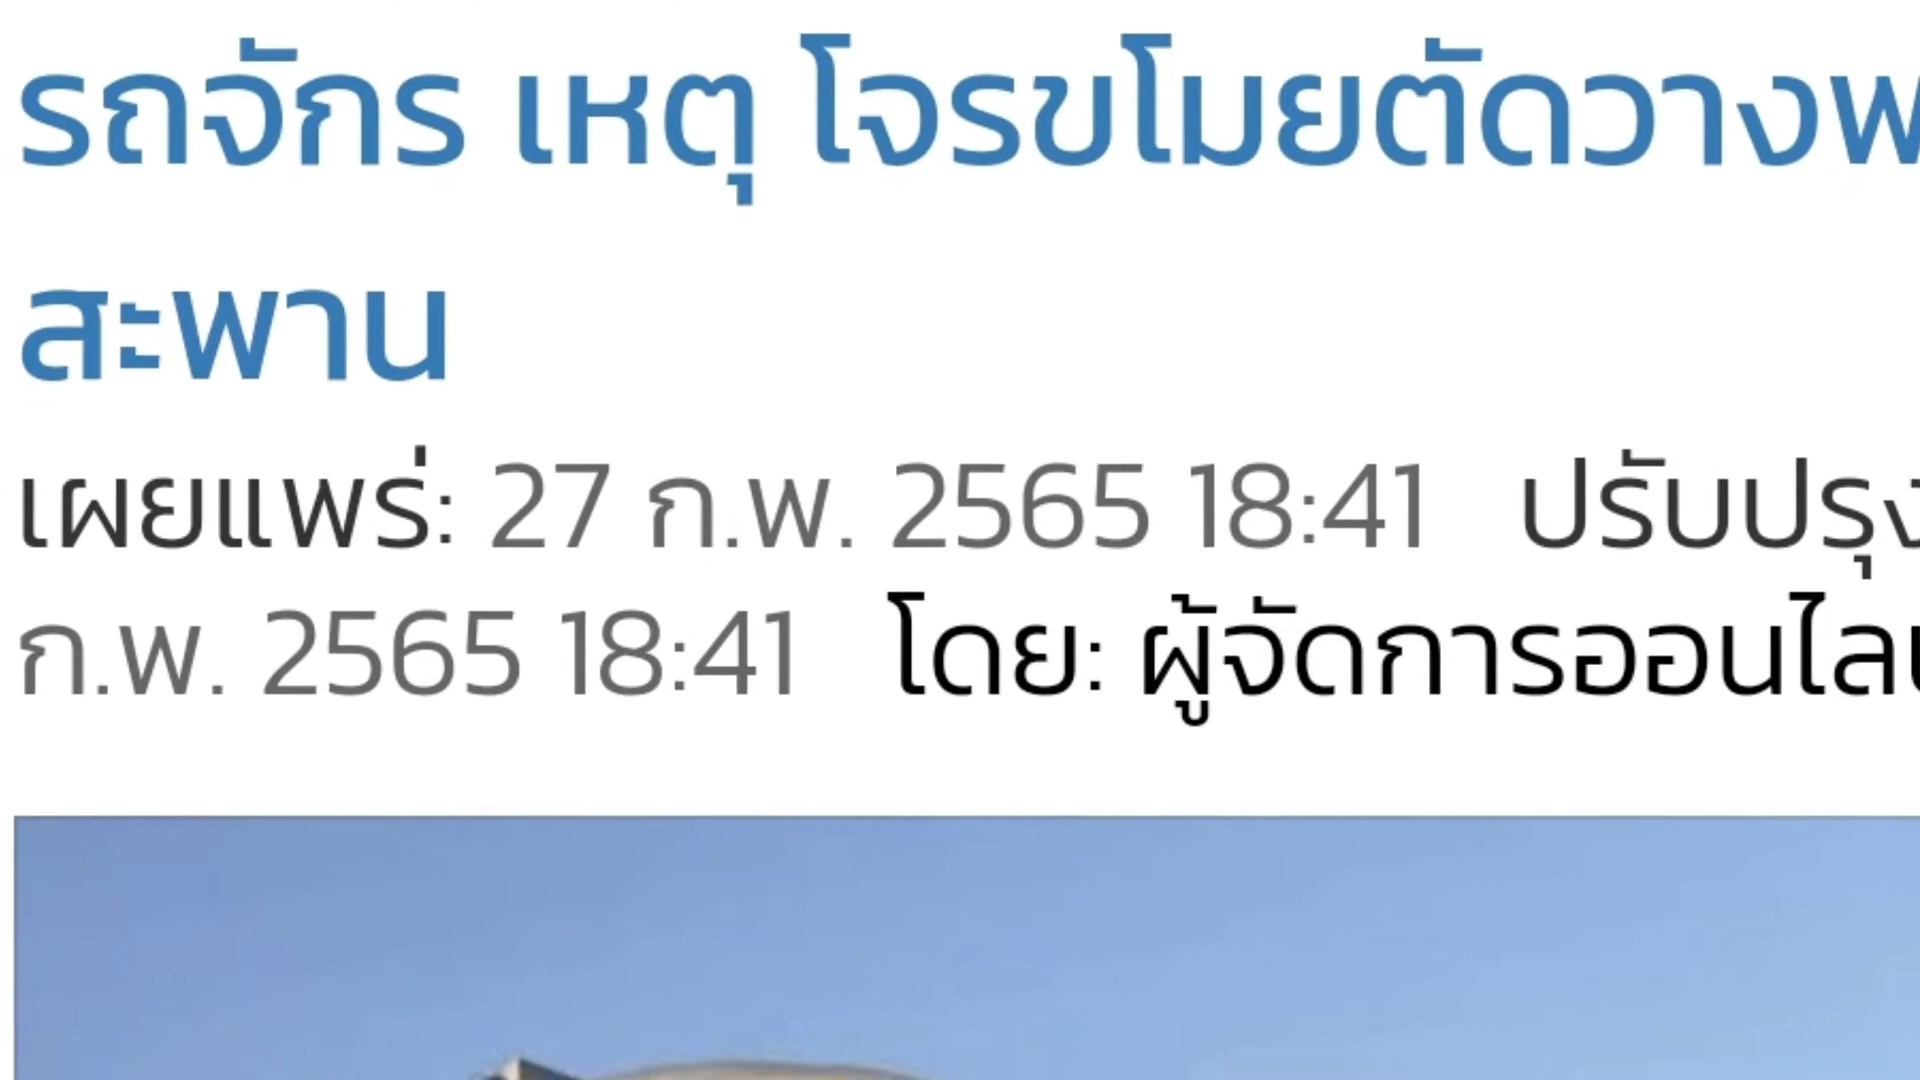 รถจักร เหตุ โจรขโมยตัดวาง
สะพาน
เผยแพร่: 27 ก.พ. 2565 18:41 ปรับปรุง
ก.พ. 2565 18:41 โดย: ผู้จัดการออนไลน์